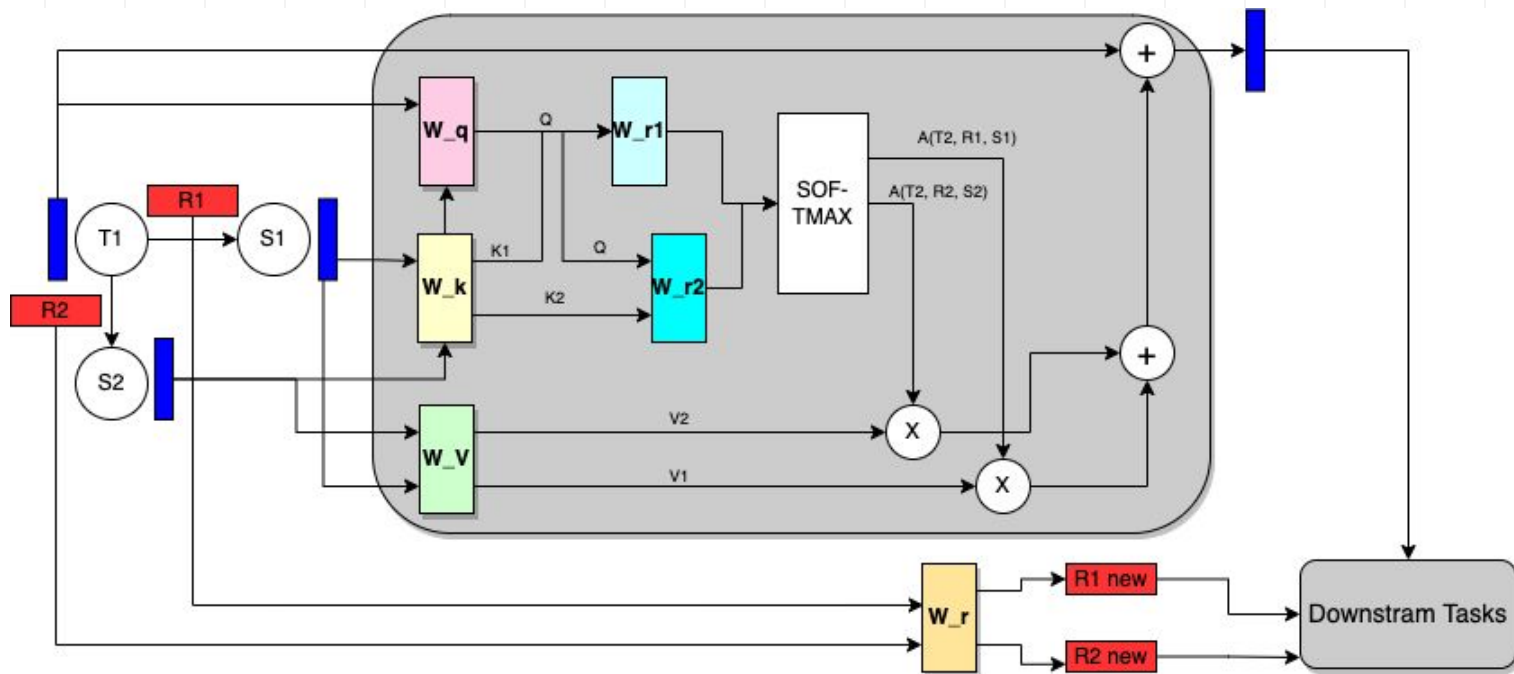 +
W_q
Q
W_r1
A(T2, R1, S1)
A(T2, R2, S2)
SOF-
TMAX
R1
T1
S1
K1
Q
W_k
W_r2
K2
R2
S2
+
W_V
V2
X
V1
X
W_r
R1 new
R2 new
Downstram Tasks